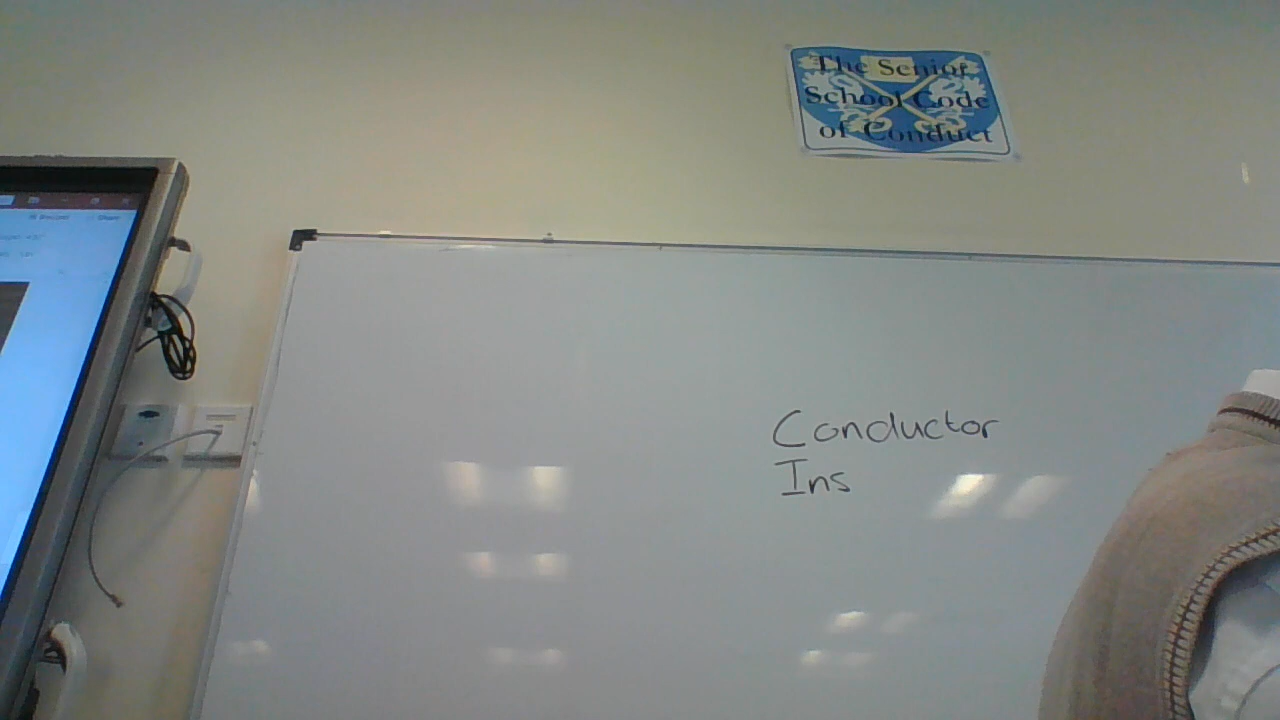 The Senior
School Code
of Conduct
Conductor
Ins